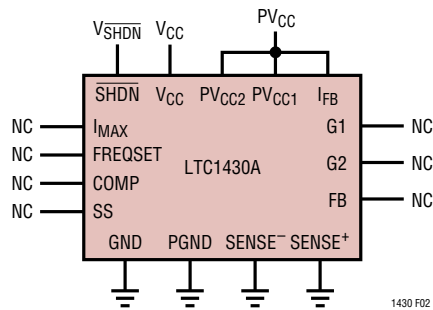 V_SHDN V_CC PV_CC
SHDN V_CC PV_CC2 PV_CC1 I_FB
NC I_MAX G1 NC
NC FREQSET G2 NC
LTC1430A
NC COMP FB NC
NC SS
GND PGND SENSE⁻ SENSE⁺
1430 F02